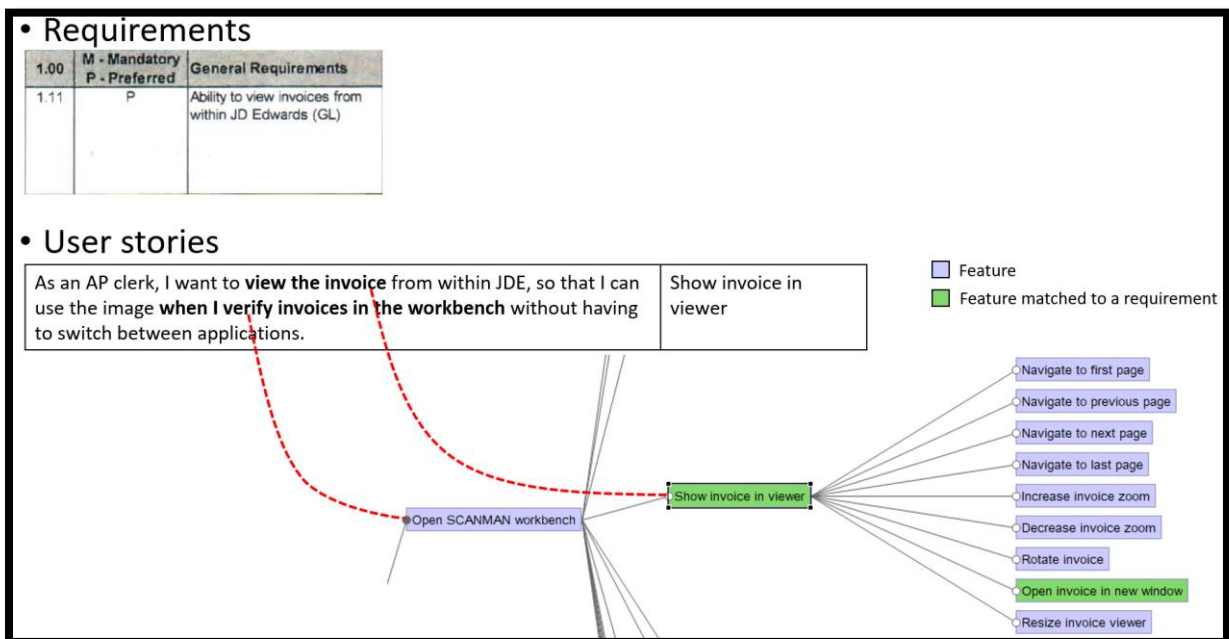 • Requirements
1.00 M - Mandatory P - Preferred General Requirements
1.11 P Ability to view invoices from
within JD Edwards (GL)
• User stories
As an AP clerk, I want to view the invoice from within JDE, so that I can
use the image when I verify invoices in the workbench without having
to switch between applications.
Show invoice in
viewer
Feature
Feature matched to a requirement
Open SCANMAN workbench
Show invoice in viewer
Navigate to first page
Navigate to previous page
Navigate to next page
Navigate to last page
Increase invoice zoom
Decrease invoice zoom
Rotate invoice
Open invoice in new window
Resize invoice viewer